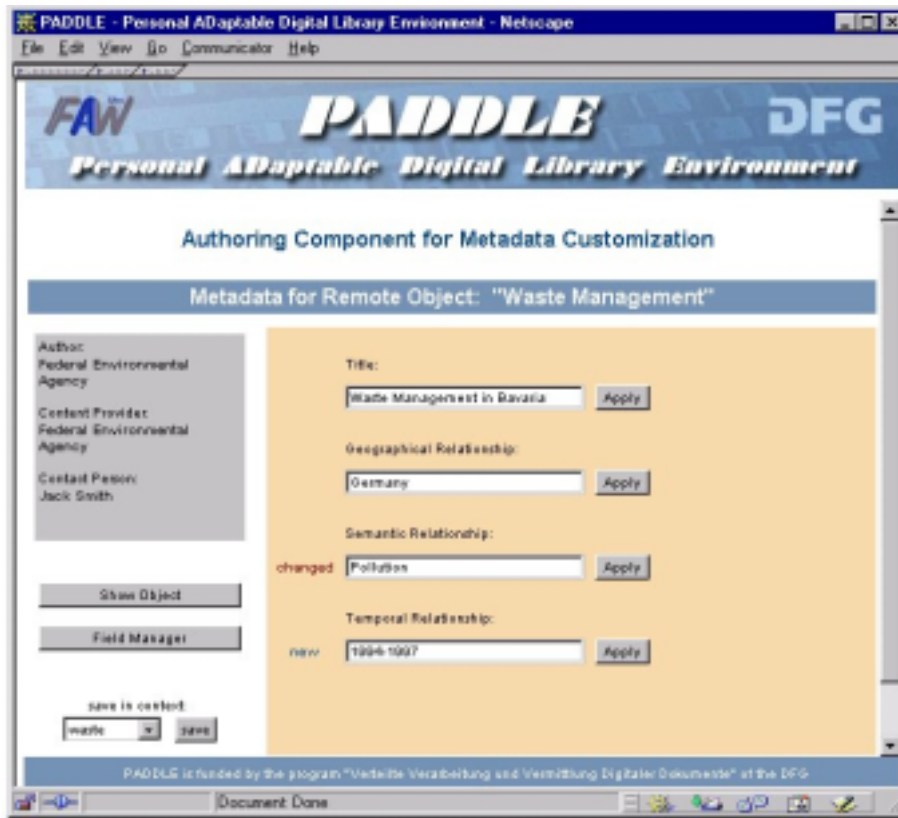 PADDLE - Personal ADaptable Digital Library Environment - Netscape
File Edit View Go Communicator Help
FAW PADDLE DFG
Personal ADaptable Digital Library Environment
Authoring Component for Metadata Customization
Metadata for Remote Object: "Waste Management"
Author:
Federal Environmental
Agency
Content Provider:
Federal Environmental
Agency
Contact Person:
Jack Smith
Show Object
Field Manager
save in context:
waste save
Title:
Waste Management in Bavaria Apply
Geographical Relationship:
Germany Apply
Semantic Relationship:
changed Pollution Apply
Temporal Relationship:
new 1994-1997 Apply
PADDLE is funded by the program "Verteilte Verarbeitung und Vermittlung Digitaler Dokumente" of the DFG
Document: Done